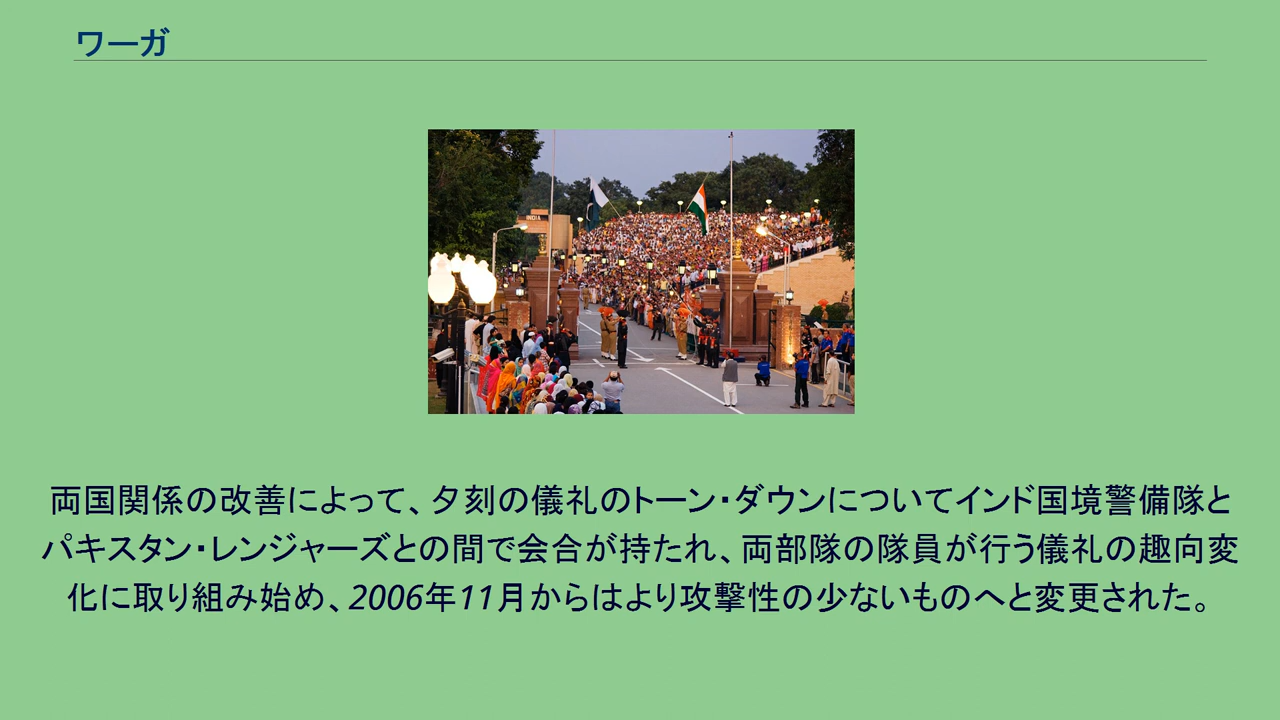 ワーガ
INDIA
両国関係の改善によって、夕刻の儀礼のトーン・ダウンについてインド国境警備隊と
パキスタン・レンジャーズとの間で会合が持たれ、両部隊の隊員が行う儀礼の趣向変
化に取り組み始め、2006年11月からはより攻撃性の少ないものへと変更された。